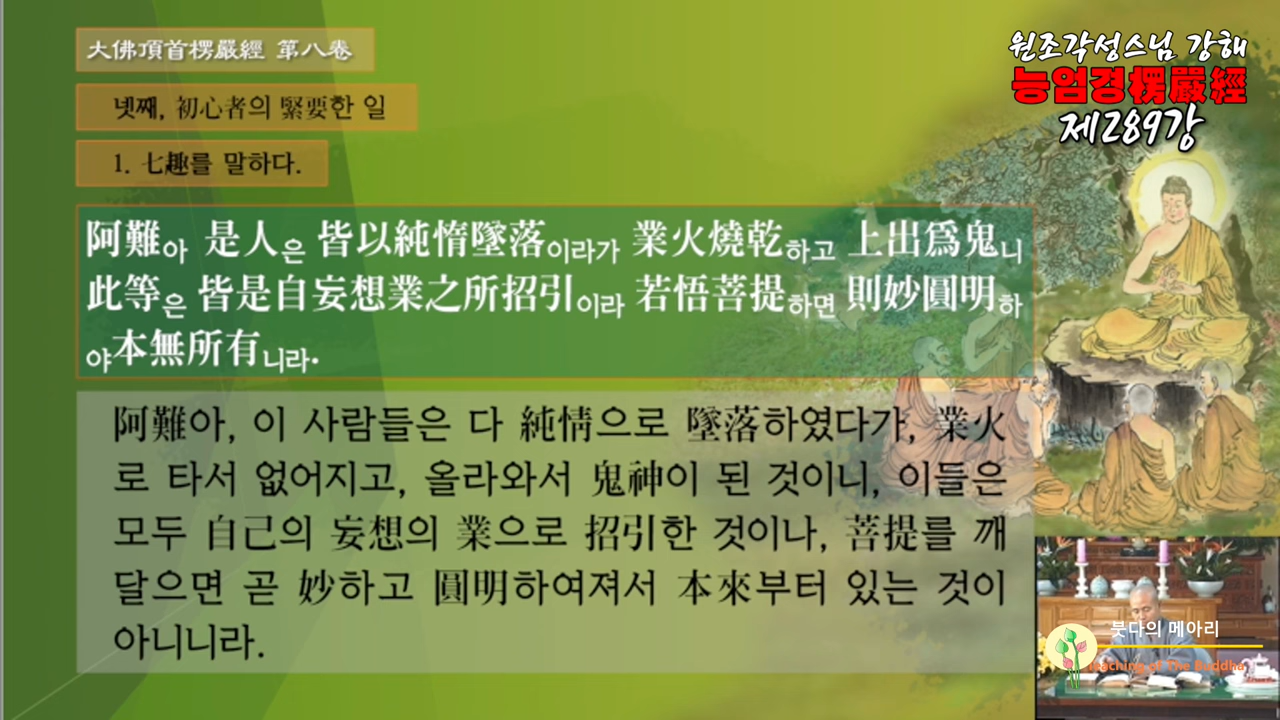 大佛頂首楞嚴經 第八卷
넷째, 初心者의 緊要한 일
1. 七趣를 말하다.
원조각성스님 강해
능엄경楞嚴經
제289강
阿難아 是人은 皆以純情墜落이라가 業火燒乾하고 上出爲鬼니
此等은 皆是自妄想業之所招引이라 若悟菩提하면 則妙圓明하
야本無所有니라.
阿難아, 이 사람들은 다 純情으로 墜落하였다가, 業火
로 타서 없어지고, 올라와서 鬼神이 된 것이니, 이들은
모두 自己의 妄想의 業으로 招引한 것이나, 菩提를 깨
달으면 곧 妙하고 圓明하여져서 本來부터 있는 것이
아니니라.
붓다의 메아리
Teaching of The Buddha